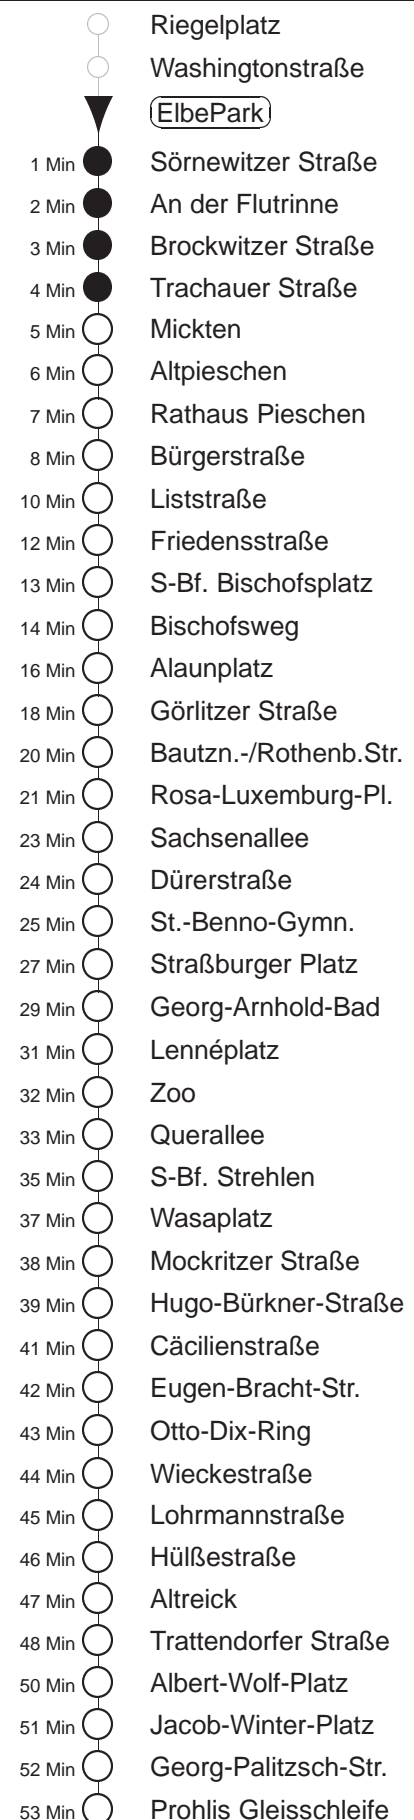 Riegelplatz
Washingtonstraße
ElbePark
1 Min Sörnewitzer Straße
2 Min An der Flutrinne
3 Min Brockwitzer Straße
4 Min Trachauer Straße
5 Min Mickten
6 Min Altpieschen
7 Min Rathaus Pieschen
8 Min Bürgerstraße
10 Min Liststraße
12 Min Friedensstraße
13 Min S-Bf. Bischofsplatz
14 Min Bischofsweg
16 Min Alaunplatz
18 Min Görlitzer Straße
20 Min Bautzn.-/Rothenb.Str.
21 Min Rosa-Luxemburg-Pl.
23 Min Sachsenallee
24 Min Dürerstraße
25 Min St.-Benno-Gymn.
27 Min Straßburger Platz
29 Min Georg-Arnhold-Bad
31 Min Lennéplatz
32 Min Zoo
33 Min Querallee
35 Min S-Bf. Strehlen
37 Min Wasaplatz
38 Min Mockritzer Straße
39 Min Hugo-Bürkner-Straße
41 Min Cäcilienstraße
42 Min Eugen-Bracht-Str.
43 Min Otto-Dix-Ring
44 Min Wieckestraße
45 Min Lohrmannstraße
46 Min Hülßestraße
47 Min Altreick
48 Min Trattendorfer Straße
50 Min Albert-Wolf-Platz
51 Min Jacob-Winter-Platz
52 Min Georg-Palitzsch-Str.
53 Min Prohlis Gleisschleife